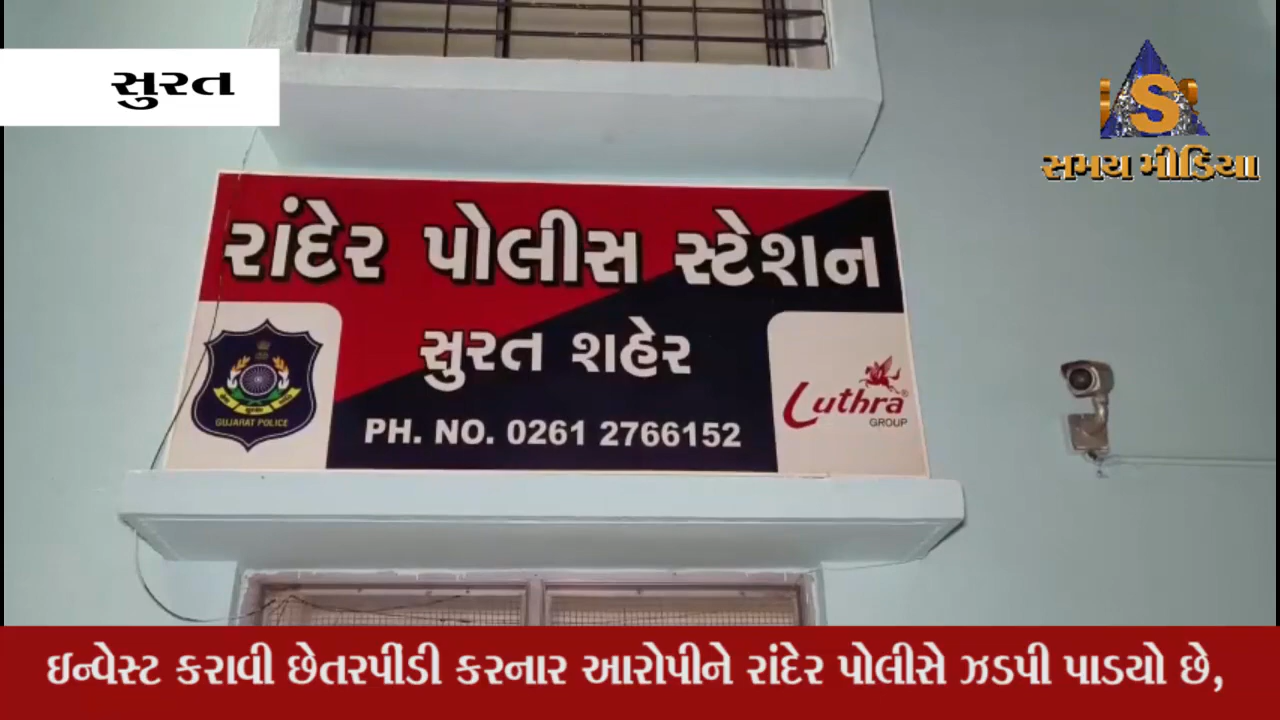 સુરત
સમય મીડિયા
રાંદેર પોલીસ સ્ટેશન
સુરત શહેર
PH. NO. 0261 2766152
GUJARAT POLICE
Luthra®
GROUP
ઇન્વેસ્ટ કરાવી છેતરપીંડી કરનાર આરોપીને રાંદેર પોલીસે ઝડપી પાડયો છે,